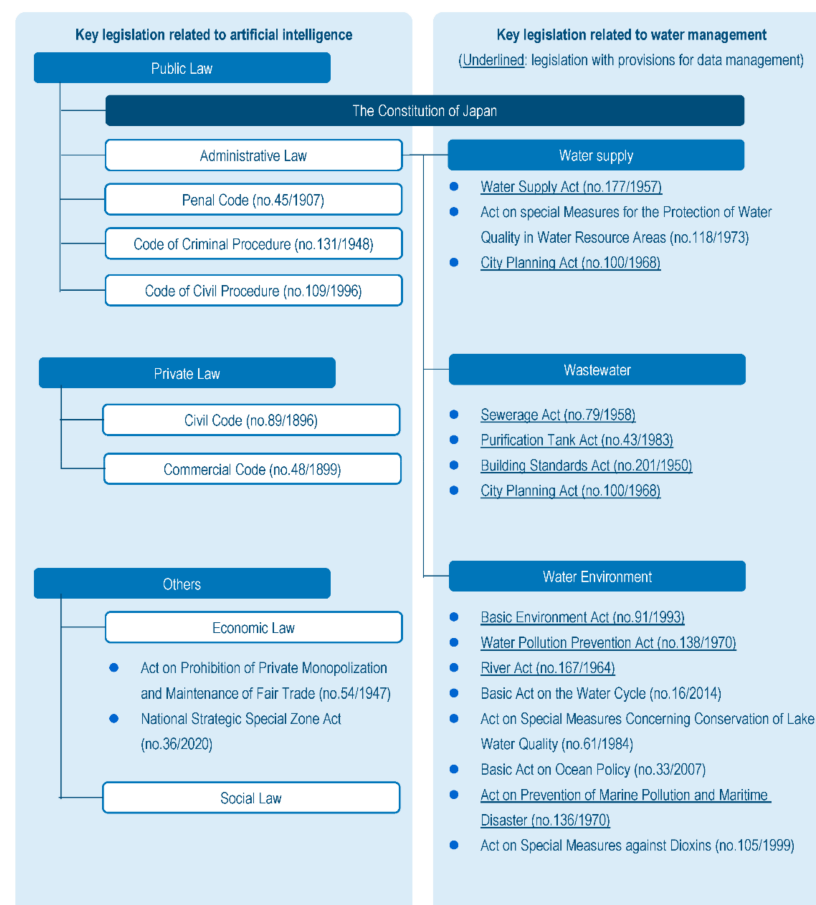 Key legislation related to artificial intelligence
Public Law
The Constitution of Japan
Administrative Law
Penal Code (no.45/1907)
Code of Criminal Procedure (no.131/1948)
Code of Civil Procedure (no.109/1996)
Private Law
Civil Code (no.89/1896)
Commercial Code (no.48/1899)
Others
Economic Law
Act on Prohibition of Private Monopolization
and Maintenance of Fair Trade (no.54/1947)
National Strategic Special Zone Act
(no.36/2020)
Social Law
Key legislation related to water management
(Underlined: legislation with provisions for data management)
Water supply
Water Supply Act (no.177/1957)
Act on special Measures for the Protection of Water
Quality in Water Resource Areas (no.118/1973)
City Planning Act (no.100/1968)
Wastewater
Sewerage Act (no.79/1958)
Purification Tank Act (no.43/1983)
Building Standards Act (no.201/1950)
City Planning Act (no.100/1968)
Water Environment
Basic Environment Act (no.91/1993)
Water Pollution Prevention Act (no.138/1970)
River Act (no.167/1964)
Basic Act on the Water Cycle (no.16/2014)
Act on Special Measures Concerning Conservation of Lake
Water Quality (no.61/1984)
Basic Act on Ocean Policy (no.33/2007)
Act on Prevention of Marine Pollution and Maritime
Disaster (no.136/1970)
Act on Special Measures against Dioxins (no.105/1999)